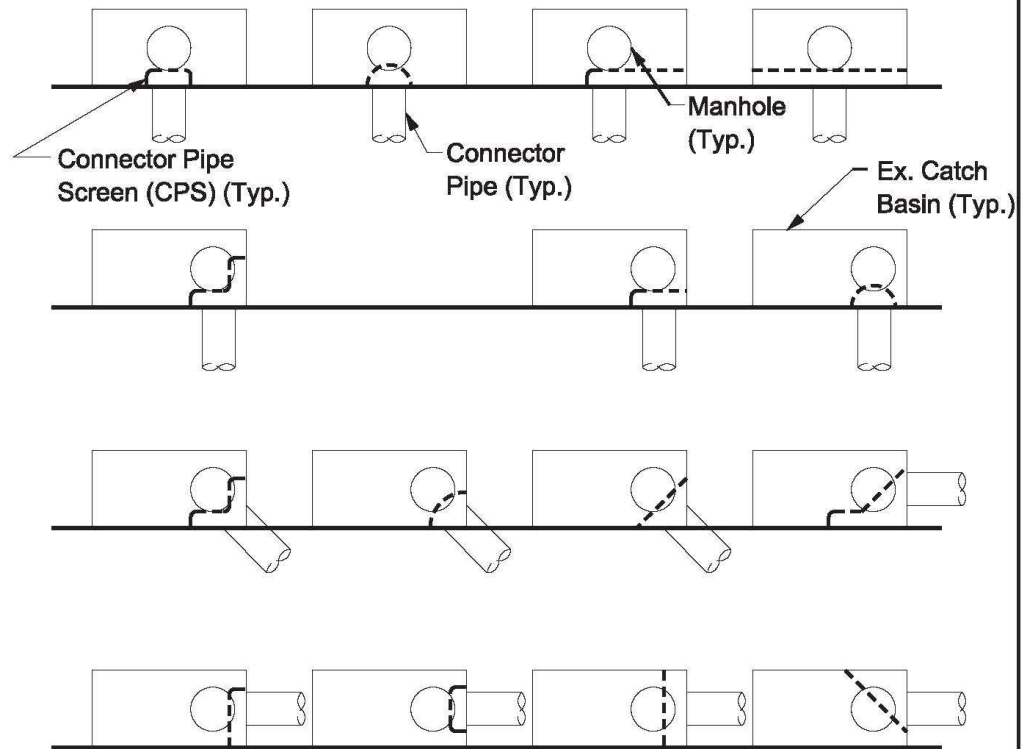 Manhole
(Typ.)
Connector Pipe
Screen (CPS) (Typ.)
Connector
Pipe (Typ.)
Ex. Catch
Basin (Typ.)